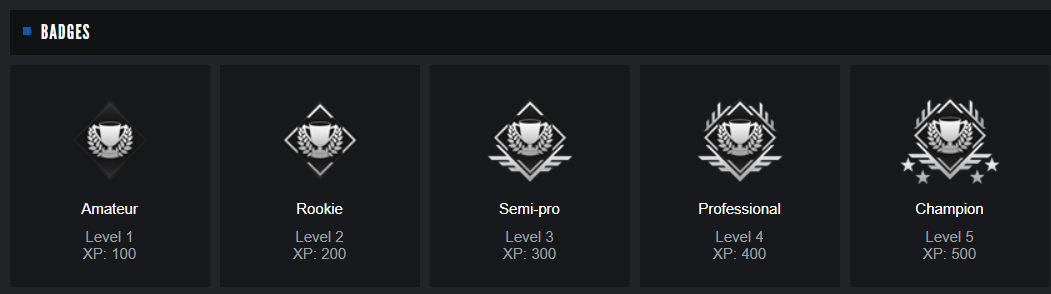 BADGES
Amateur
Level 1
XP: 100
Rookie
Level 2
XP: 200
Semi-pro
Level 3
XP: 300
Professional
Level 4
XP: 400
Champion
Level 5
XP: 500